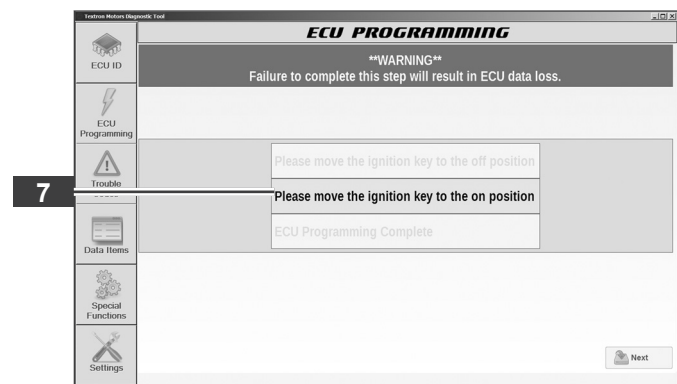 Textron Motors Diagnostic Tool
ECU PROGRAMMING
**WARNING**
Failure to complete this step will result in ECU data loss.
ECU ID
ECU
Programming
Trouble
Data Items
Special
Functions
Settings
Please move the ignition key to the off position
7
Please move the ignition key to the on position
ECU Programming Complete
Next